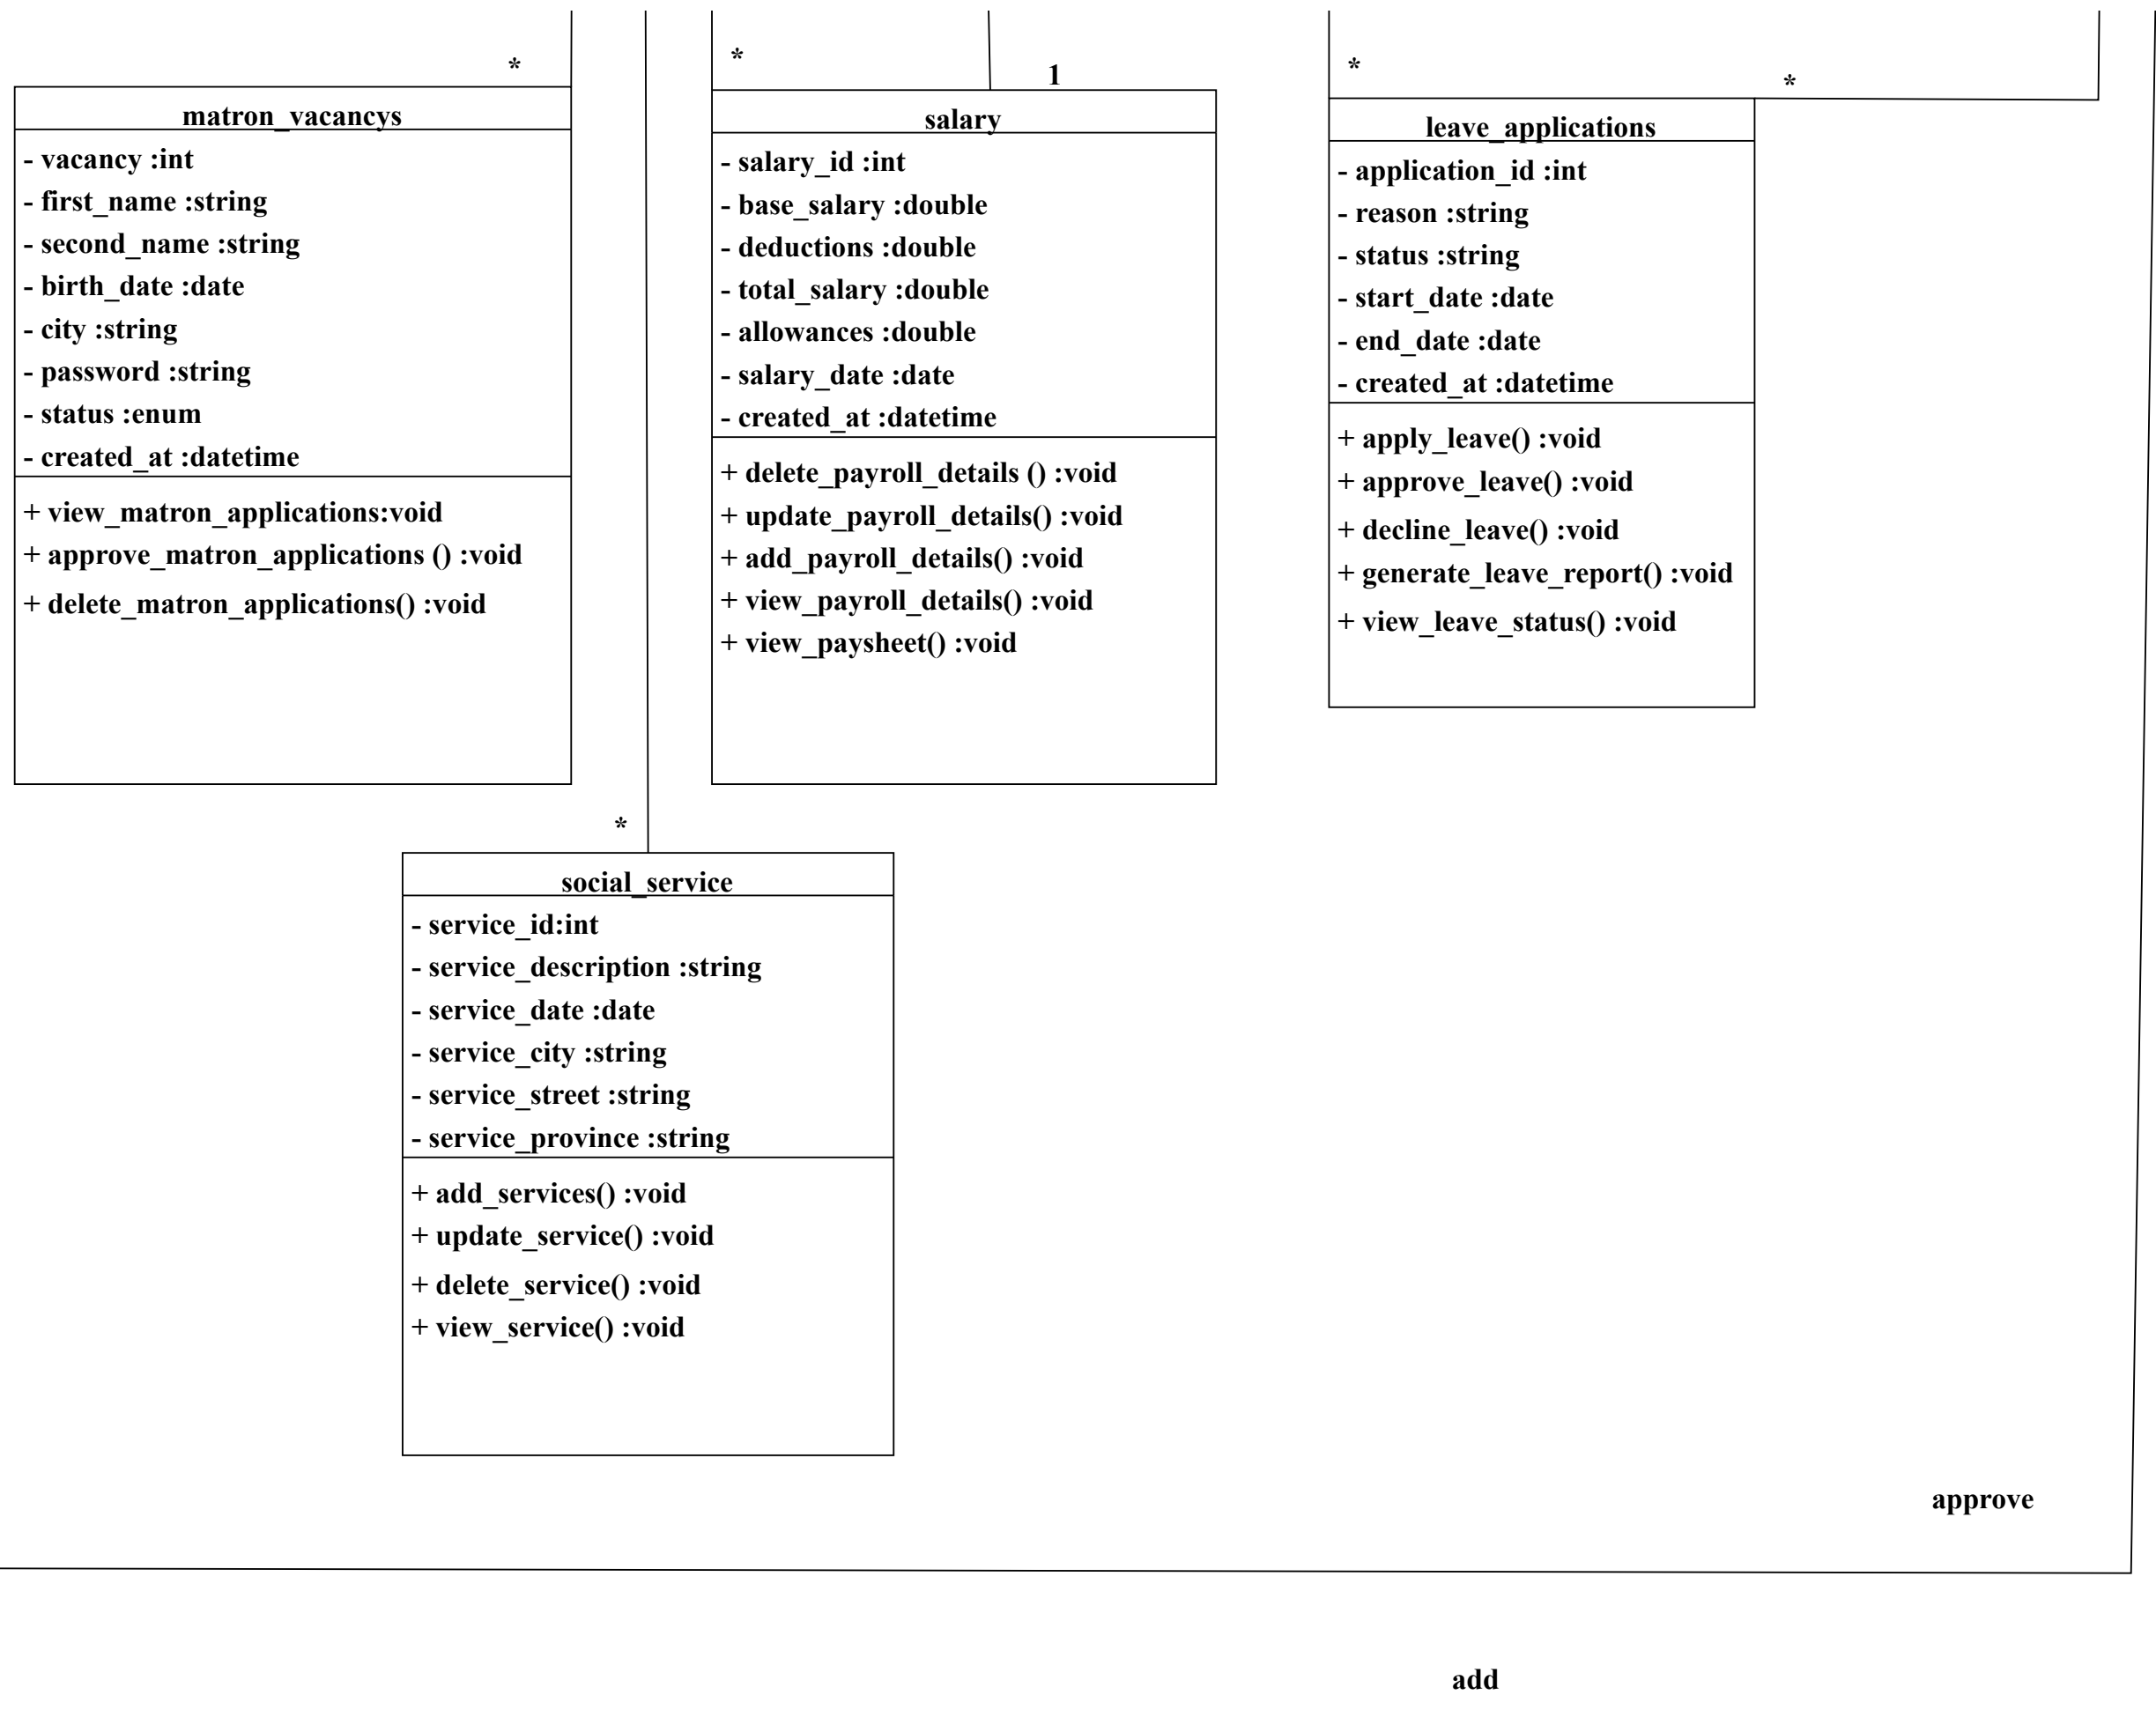 *
matron_vacancys
- vacancy :int
- first_name :string
- second_name :string
- birth_date :date
- city :string
- password :string
- status :enum
- created_at :datetime
+ view_matron_applications:void
+ approve_matron_applications () :void
+ delete_matron_applications() :void
*
1
salary
- salary_id :int
- base_salary :double
- deductions :double
- total_salary :double
- allowances :double
- salary_date :date
- created_at :datetime
+ delete_payroll_details () :void
+ update_payroll_details() :void
+ add_payroll_details() :void
+ view_payroll_details() :void
+ view_paysheet() :void
*
*
leave_applications
- application_id :int
- reason :string
- status :string
- start_date :date
- end_date :date
- created_at :datetime
+ apply_leave() :void
+ approve_leave() :void
+ decline_leave() :void
+ generate_leave_report() :void
+ view_leave_status() :void
*
social_service
- service_id:int
- service_description :string
- service_date :date
- service_city :string
- service_street :string
- service_province :string
+ add_services() :void
+ update_service() :void
+ delete_service() :void
+ view_service() :void
approve
add